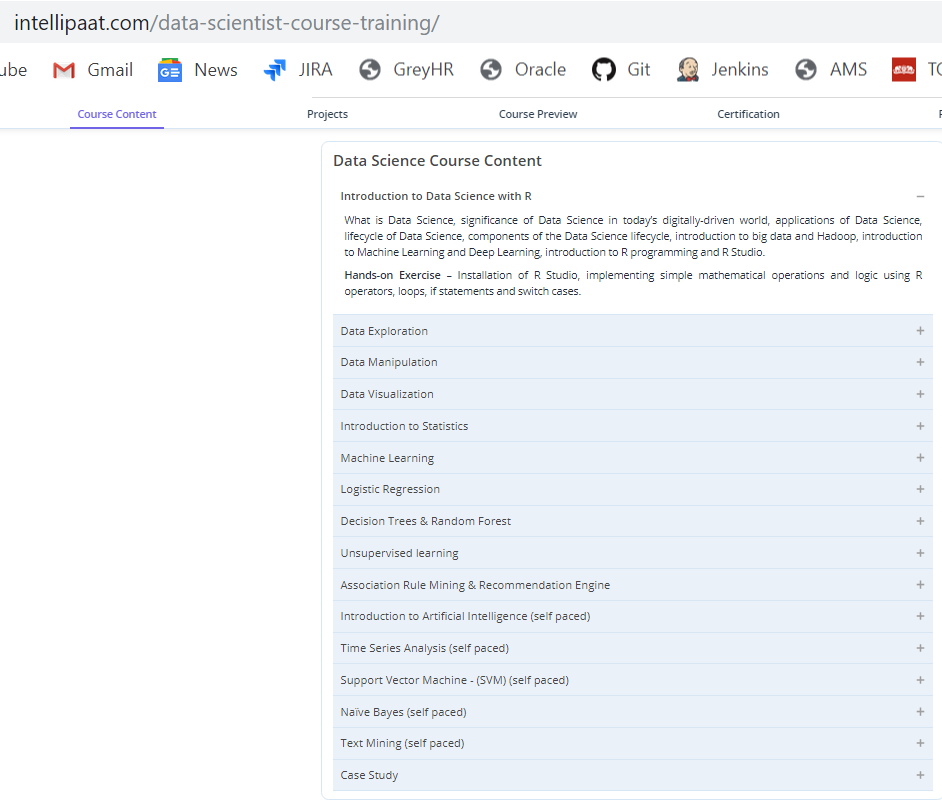 intellipaat.com/data-scientist-course-training/
ube Gmail News JIRA GreyHR Oracle Git Jenkins AMS
Course Content Projects Course Preview Certification
Data Science Course Content
Introduction to Data Science with R −
What is Data Science, significance of Data Science in today's digitally-driven world, applications of Data Science,
lifecycle of Data Science, components of the Data Science lifecycle, introduction to big data and Hadoop, introduction
to Machine Learning and Deep Learning, introduction to R programming and R Studio.
Hands-on Exercise – Installation of R Studio, implementing simple mathematical operations and logic using R
operators, loops, if statements and switch cases.
Data Exploration +
Data Manipulation +
Data Visualization +
Introduction to Statistics +
Machine Learning +
Logistic Regression +
Decision Trees & Random Forest +
Unsupervised learning +
Association Rule Mining & Recommendation Engine +
Introduction to Artificial Intelligence (self paced) +
Time Series Analysis (self paced) +
Support Vector Machine - (SVM) (self paced) +
Naïve Bayes (self paced) +
Text Mining (self paced) +
Case Study +